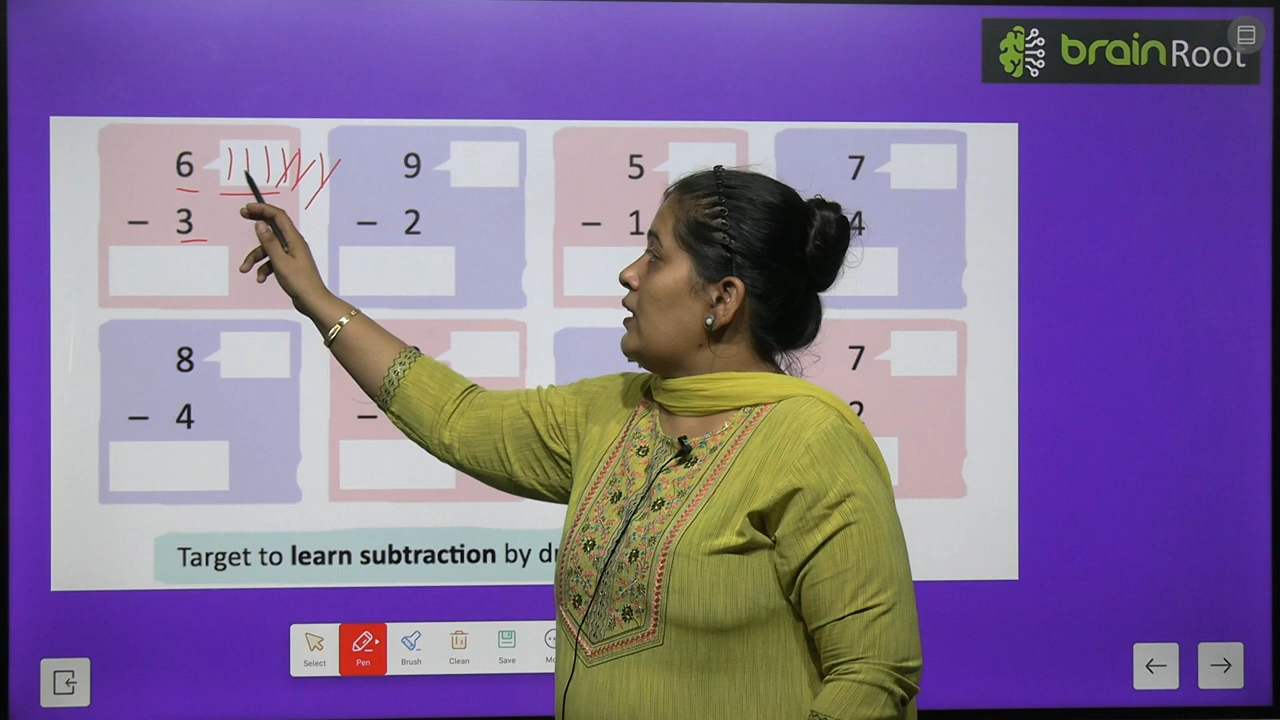 brainRoot
6 9 5 7
– 3 – 2 – 1 4
8 7
– 4 –
Target to learn subtraction by
Select Pen Brush Clean Save